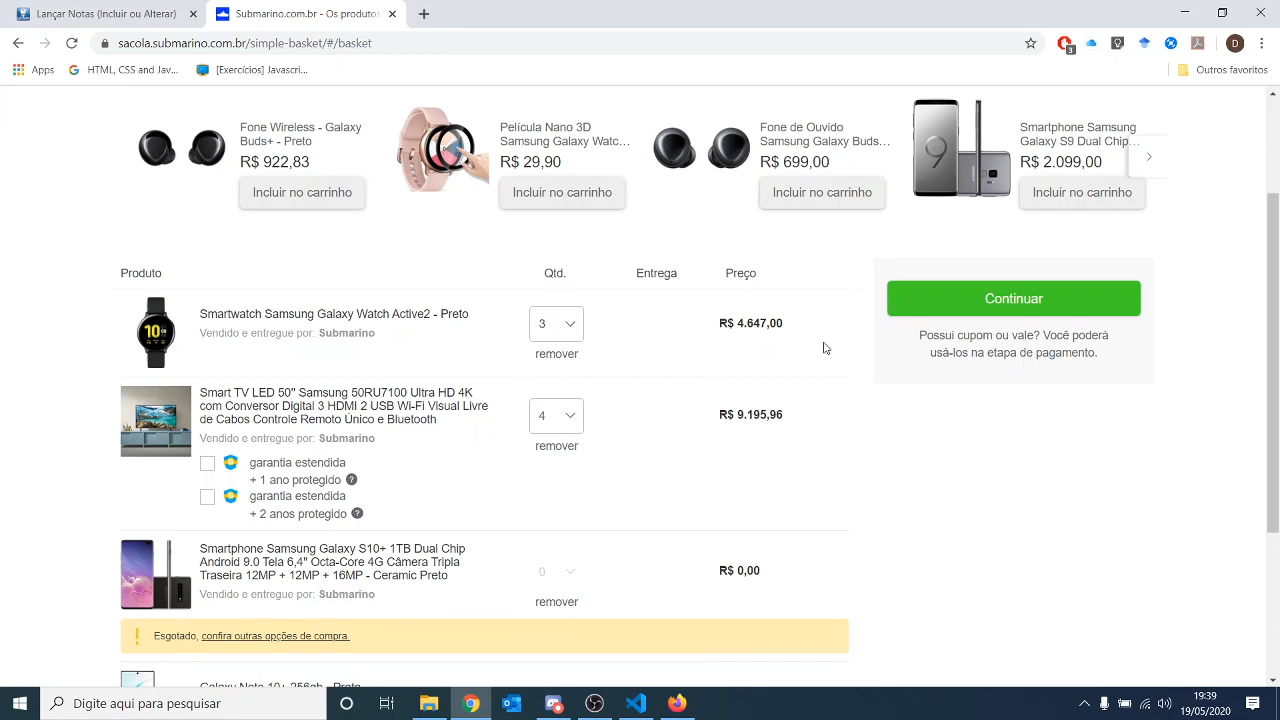 Lançar Notas (Incluir ou Alterar)
Submarino.com.br - Os produtos
sacola.submarino.com.br/simple-basket/#/basket
3
D
Apps
HTML, CSS and Jav...
[Exercícios] Javascri...
Outros favoritos
Fone Wireless - Galaxy
Buds+ - Preto
R$ 922,83
Incluir no carrinho
Película Nano 3D
Samsung Galaxy Watc...
R$ 29,90
Incluir no carrinho
Fone de Ouvido
Samsung Galaxy Buds...
R$ 699,00
Incluir no carrinho
Smartphone Samsung
Galaxy S9 Dual Chip...
R$ 2.099,00
Incluir no carrinho
Produto
Qtd.
Entrega
Preço
Smartwatch Samsung Galaxy Watch Active2 - Preto
Vendido e entregue por: Submarino
3
remover
R$ 4.647,00
Smart TV LED 50" Samsung 50RU7100 Ultra HD 4K
com Conversor Digital 3 HDMI 2 USB Wi-Fi Visual Livre
de Cabos Controle Remoto Único e Bluetooth
Vendido e entregue por: Submarino
4
remover
R$ 9.195,96
garantia estendida
+ 1 ano protegido ?
garantia estendida
+ 2 anos protegido ?
Smartphone Samsung Galaxy S10+ 1TB Dual Chip
Android 9.0 Tela 6,4" Octa-Core 4G Câmera Tripla
Traseira 12MP + 12MP + 16MP - Ceramic Preto
Vendido e entregue por: Submarino
0
remover
R$ 0,00
Esgotado, confira outras opções de compra.
Galaxy Note 10+ 256gb - Preto
Continuar
Possui cupom ou vale? Você poderá
usá-los na etapa de pagamento.
Digite aqui para pesquisar
19:39
19/05/2020